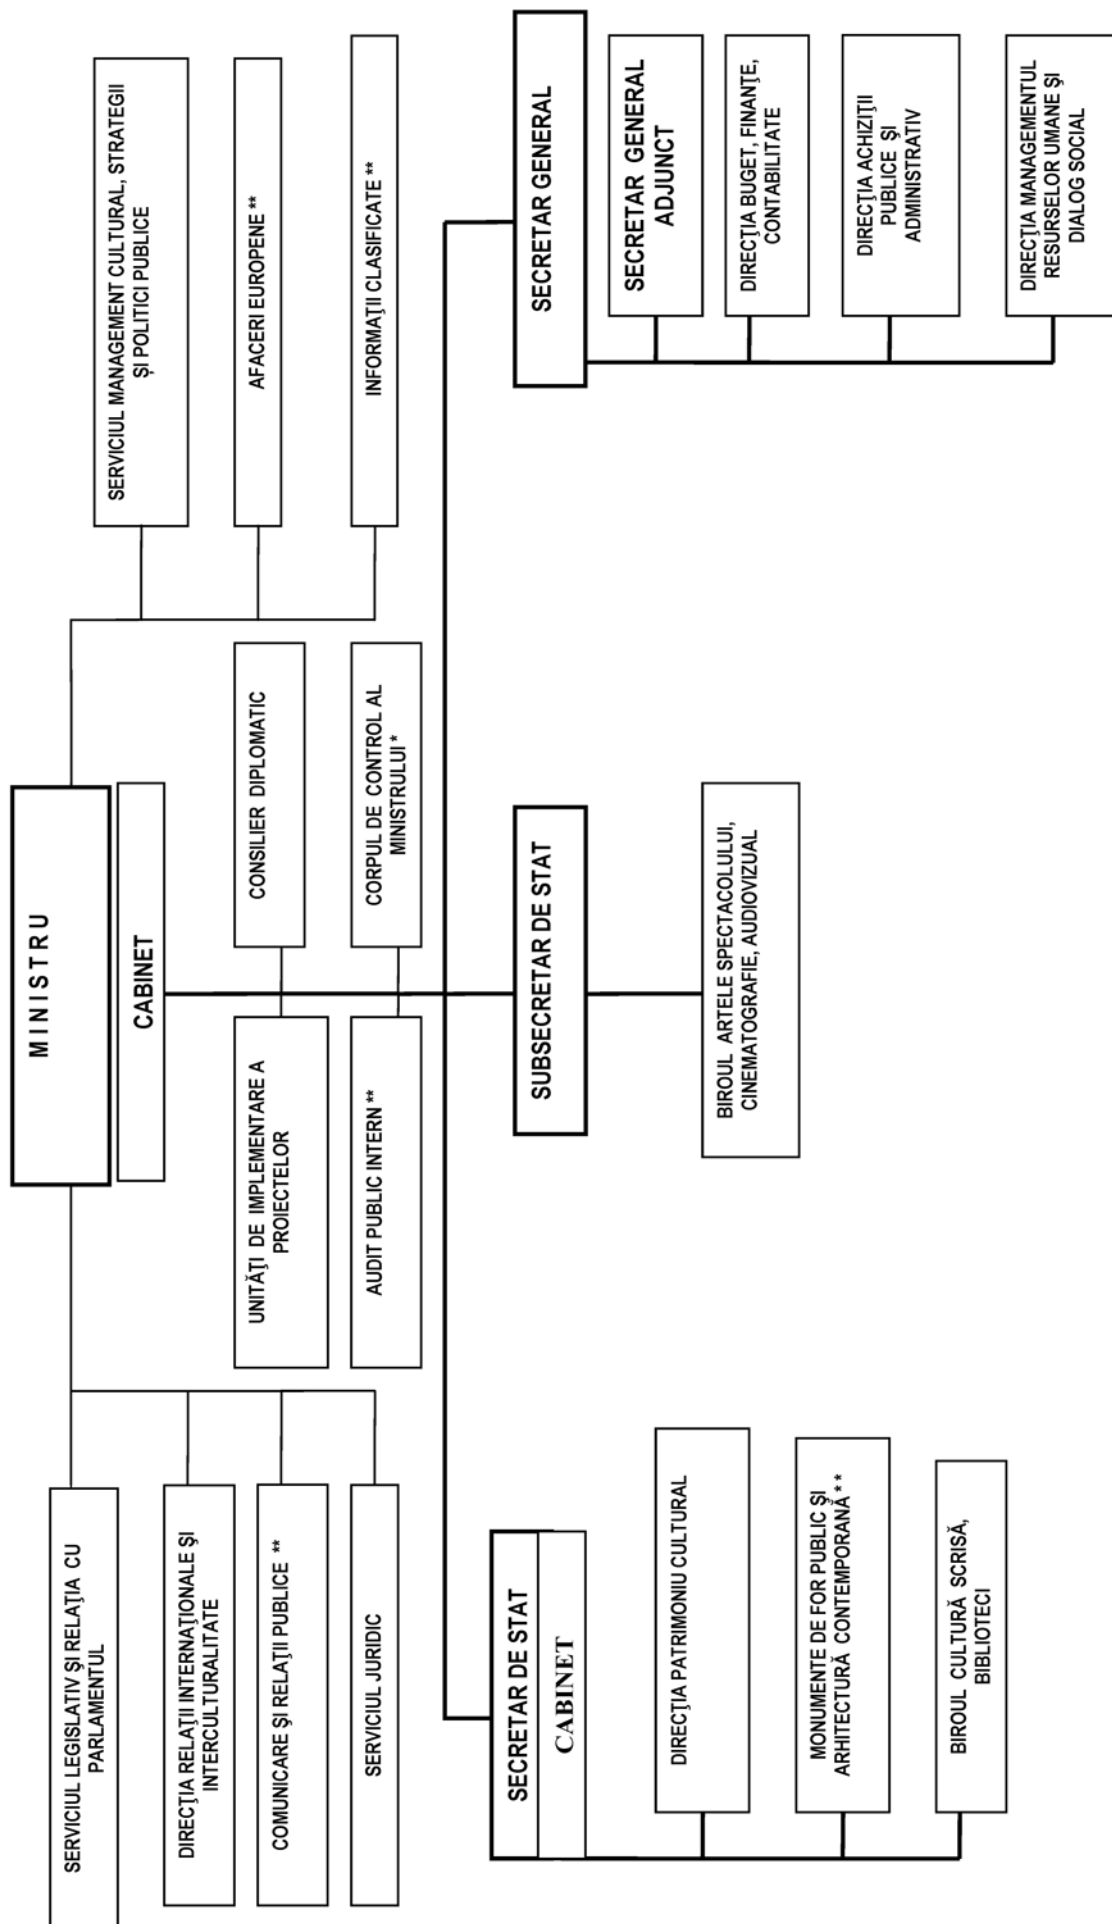 MINISTRU
CABINET
SERVICIUL LEGISLATIV ŞI RELAŢIA CU
PARLAMENTUL
DIRECŢIA RELAŢII INTERNAŢIONALE ŞI
INTERCULTURALITATE
COMUNICARE ŞI RELAŢII PUBLICE **
SERVICIUL JURIDIC
UNITĂŢI DE IMPLEMENTARE A
PROIECTELOR
AUDIT PUBLIC INTERN **
CONSILIER DIPLOMATIC
CORPUL DE CONTROL AL
MINISTRULUI *
SERVICIUL MANAGEMENT CULTURAL, STRATEGII
ȘI POLITICI PUBLICE
AFACERI EUROPENE **
INFORMAŢII CLASIFICATE **
SECRETAR DE STAT
CABINET
DIRECŢIA PATRIMONIU CULTURAL
MONUMENTE DE FOR PUBLIC ŞI
ARHITECTURĂ CONTEMPORANĂ * *
BIROUL CULTURĂ SCRISĂ,
BIBLIOTECI
SUBSECRETAR DE STAT
BIROUL ARTELE SPECTACOLULUI,
CINEMATOGRAFIE, AUDIOVIZUAL
SECRETAR GENERAL
SECRETAR GENERAL
ADJUNCT
DIRECŢIA BUGET, FINANŢE,
CONTABILITATE
DIRECŢIA ACHIZIŢII
PUBLICE ŞI
ADMINISTRATIV
DIRECŢIA MANAGEMENTUL
RESURSELOR UMANE ŞI
DIALOG SOCIAL